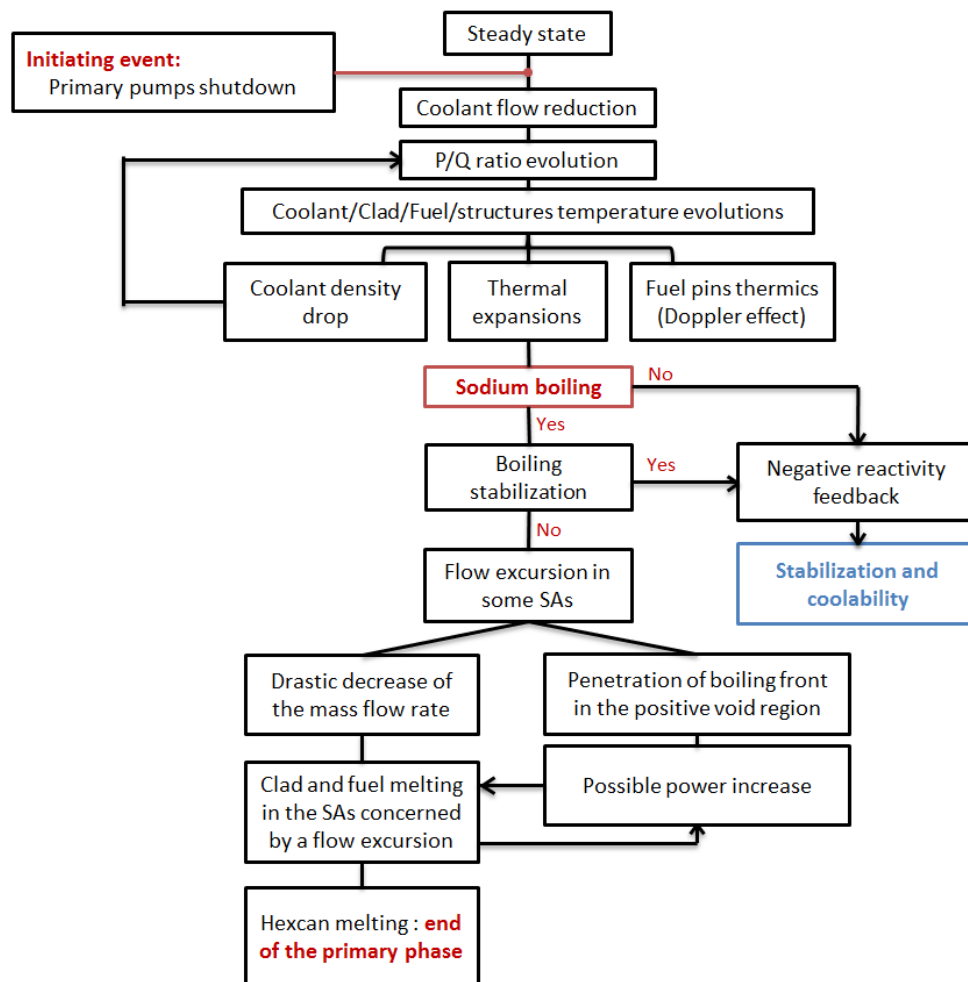 Steady state
Initiating event:
Primary pumps shutdown
Coolant flow reduction
P/Q ratio evolution
Coolant/Clad/Fuel/structures temperature evolutions
Coolant density
drop
Thermal
expansions
Fuel pins thermics
(Doppler effect)
Sodium boiling
No
Yes
Boiling
stabilization
Yes
Negative reactivity
feedback
No
Stabilization and
coolability
Flow excursion in
some SAs
Drastic decrease of
the mass flow rate
Penetration of boiling front
in the positive void region
Clad and fuel melting
in the SAs concerned
by a flow excursion
Possible power increase
Hexcan melting : end
of the primary phase